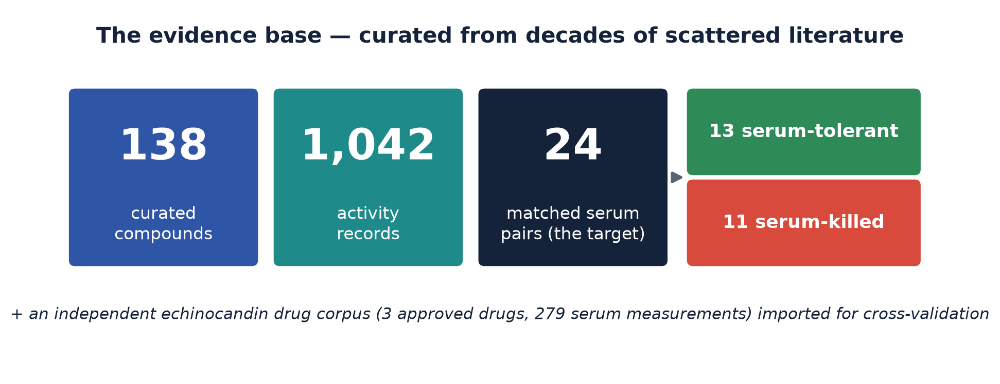 The evidence base — curated from decades of scattered literature
138
curated
compounds
1,042
activity
records
24
matched serum
pairs (the target)
13 serum-tolerant
11 serum-killed
+ an independent echinocandin drug corpus (3 approved drugs, 279 serum measurements) imported for cross-validation